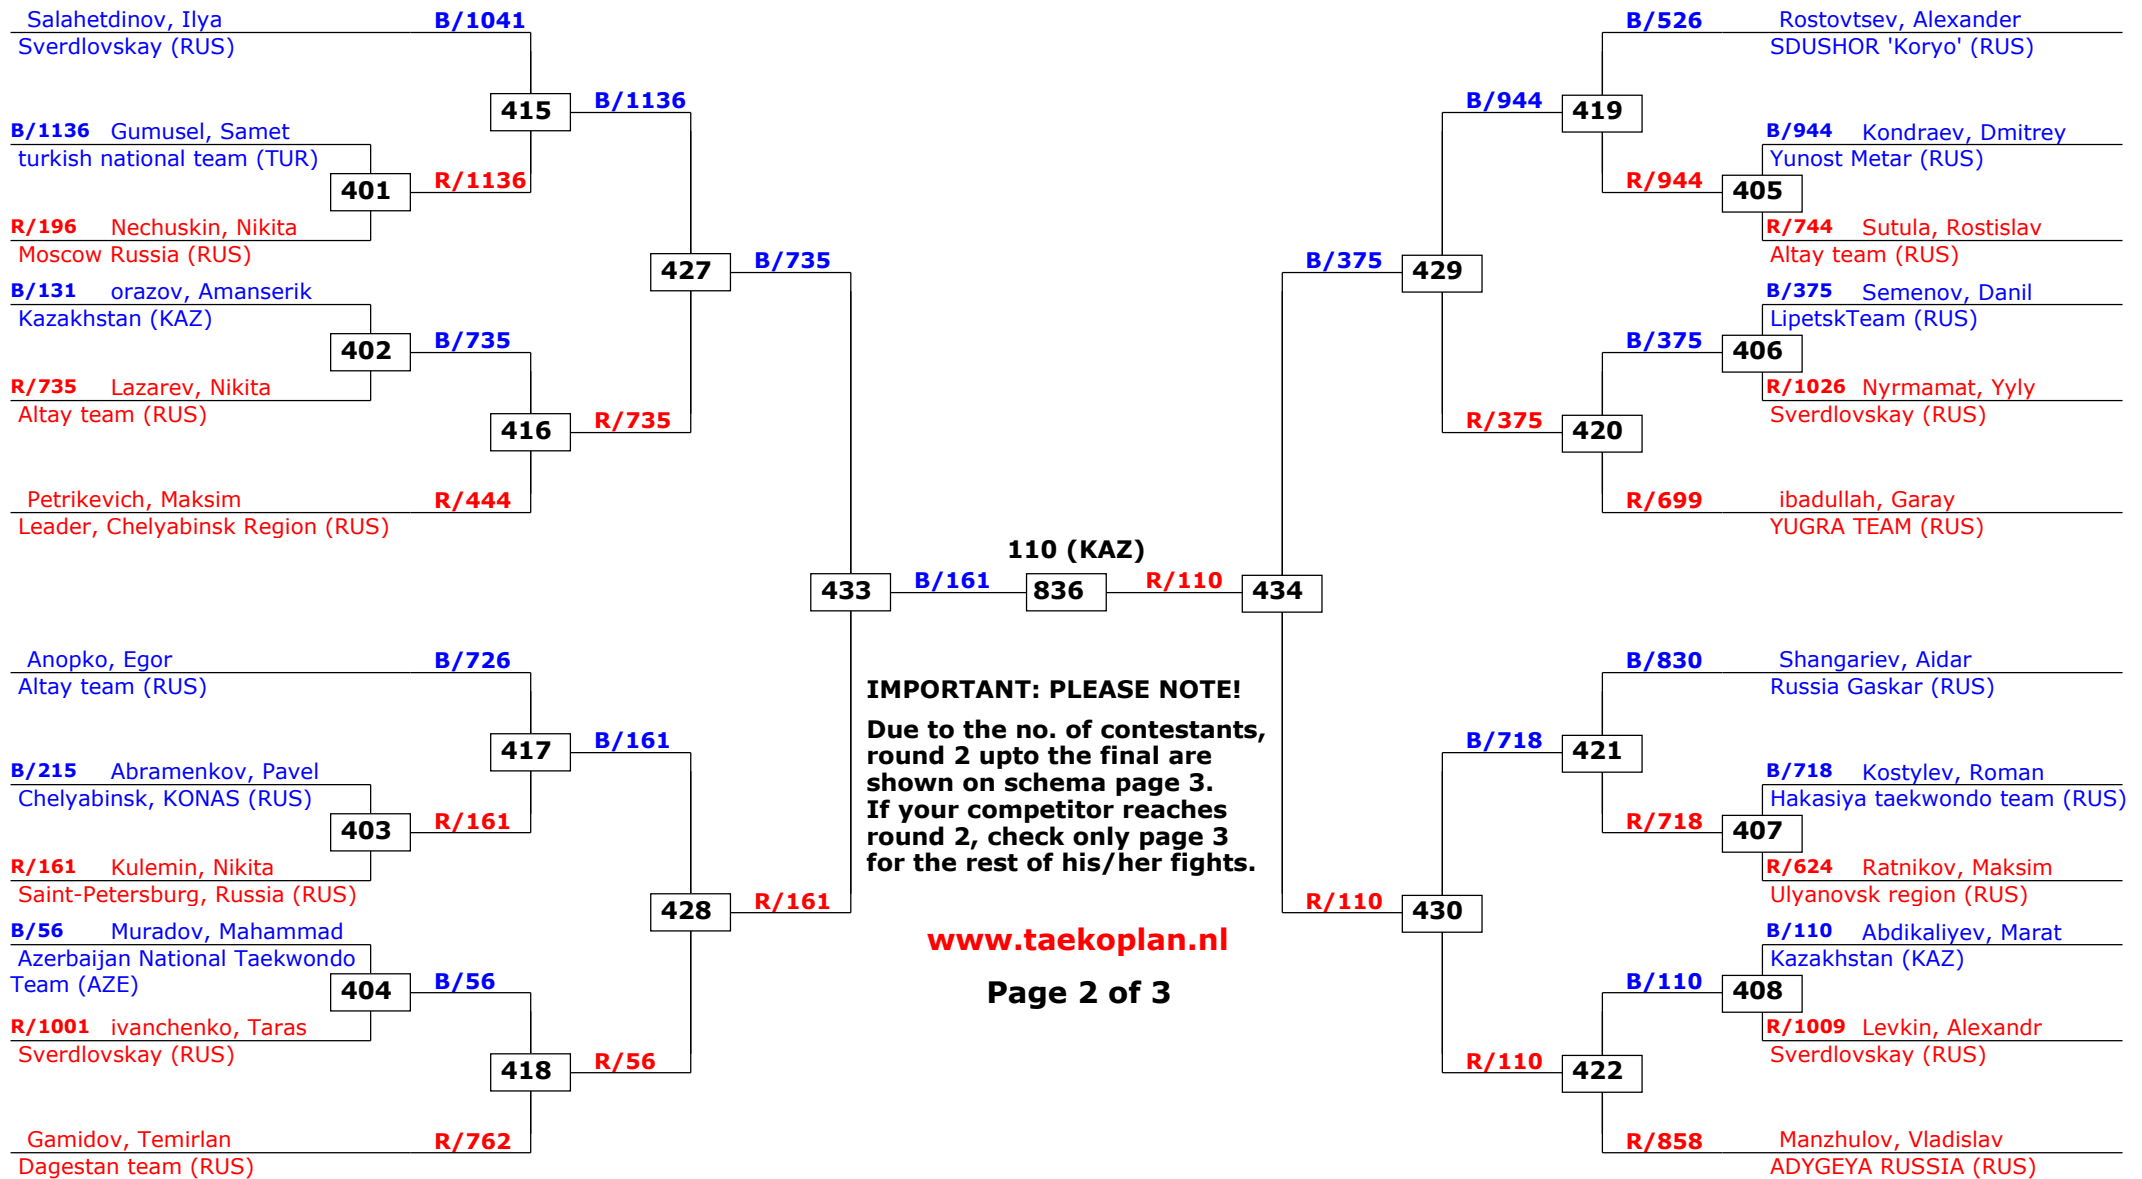 Salahetdinov, Ilya B/1041
Sverdlovskay (RUS)
415 B/1136
B/1136 Gumusel, Samet
turkish national team (TUR)
401 R/1136
R/196 Nechuskin, Nikita
Moscow Russia (RUS)
427 B/735
B/131 orazov, Amanserik
Kazakhstan (KAZ)
402 B/735
R/735 Lazarev, Nikita
Altay team (RUS)
416 R/735
Petrikevich, Maksim R/444
Leader, Chelyabinsk Region (RUS)
433 B/161
Anopko, Egor B/726
Altay team (RUS)
417 B/161
B/215 Abramenkov, Pavel
Chelyabinsk, KONAS (RUS)
403 R/161
R/161 Kulemin, Nikita
Saint-Petersburg, Russia (RUS)
428 R/161
B/56 Muradov, Mahammad
Azerbaijan National Taekwondo
Team (AZE)
404 B/56
R/1001 ivanchenko, Taras
Sverdlovskay (RUS)
418 R/56
Gamidov, Temirlan R/762
Dagestan team (RUS)
110 (KAZ)
836
IMPORTANT: PLEASE NOTE!
Due to the no. of contestants,
round 2 upto the final are
shown on schema page 3.
If your competitor reaches
round 2, check only page 3
for the rest of his/her fights.
www.taekoplan.nl
Page 2 of 3
B/526 Rostovtsev, Alexander
SDUSHOR 'Koryo' (RUS)
B/944 419
B/944 Kondraev, Dmitrey
Yunost Metar (RUS)
R/944 405
R/744 Sutula, Rostislav
Altay team (RUS)
B/375 429
B/375 Semenov, Danil
LipetskTeam (RUS)
B/375 406
R/1026 Nyrmamat, Yyly
Sverdlovskay (RUS)
R/375 420
R/699 ibadullah, Garay
YUGRA TEAM (RUS)
R/110 434
B/830 Shangariev, Aidar
Russia Gaskar (RUS)
B/718 421
B/718 Kostylev, Roman
Hakasiya taekwondo team (RUS)
R/718 407
R/624 Ratnikov, Maksim
Ulyanovsk region (RUS)
R/110 430
B/110 Abdikaliyev, Marat
Kazakhstan (KAZ)
B/110 408
R/1009 Levkin, Alexandr
Sverdlovskay (RUS)
R/110 422
R/858 Manzhulov, Vladislav
ADYGEYA RUSSIA (RUS)